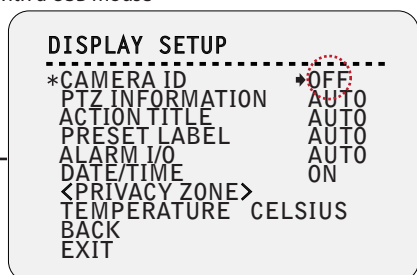 DISPLAY SETUP
*CAMERA ID OFF
PTZ INFORMATION AUTO
ACTION TITLE AUTO
PRESET LABEL AUTO
ALARM I/O AUTO
DATE/TIME ON
<PRIVACY ZONE>
TEMPERATURE CELSIUS
BACK
EXIT